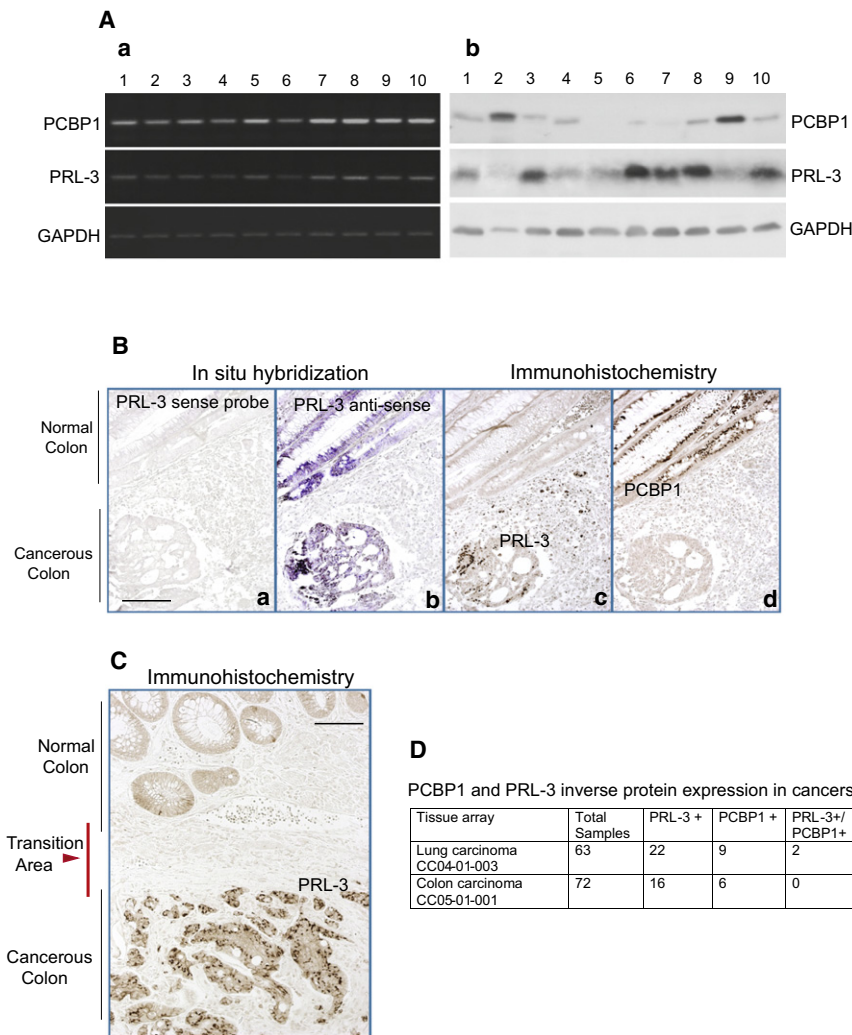 A
a
b
1 2 3 4 5 6 7 8 9 10
1 2 3 4 5 6 7 8 9 10
PCBP1
PCBP1
PRL-3
PRL-3
GAPDH
GAPDH
B
In situ hybridization
Immunohistochemistry
Normal
Colon
Cancerous
Colon
PRL-3 sense probe
a
PRL-3 anti-sense
b
PRL-3
c
PCBP1
d
C
Immunohistochemistry
Normal
Colon
Transition
Area
PRL-3
Cancerous
Colon
D
PCBP1 and PRL-3 inverse protein expression in cancers
Tissue array Total Samples PRL-3 + PCBP1 + PRL-3+/ PCBP1+
Lung carcinoma CC04-01-003 63 22 9 2
Colon carcinoma CC05-01-001 72 16 6 0